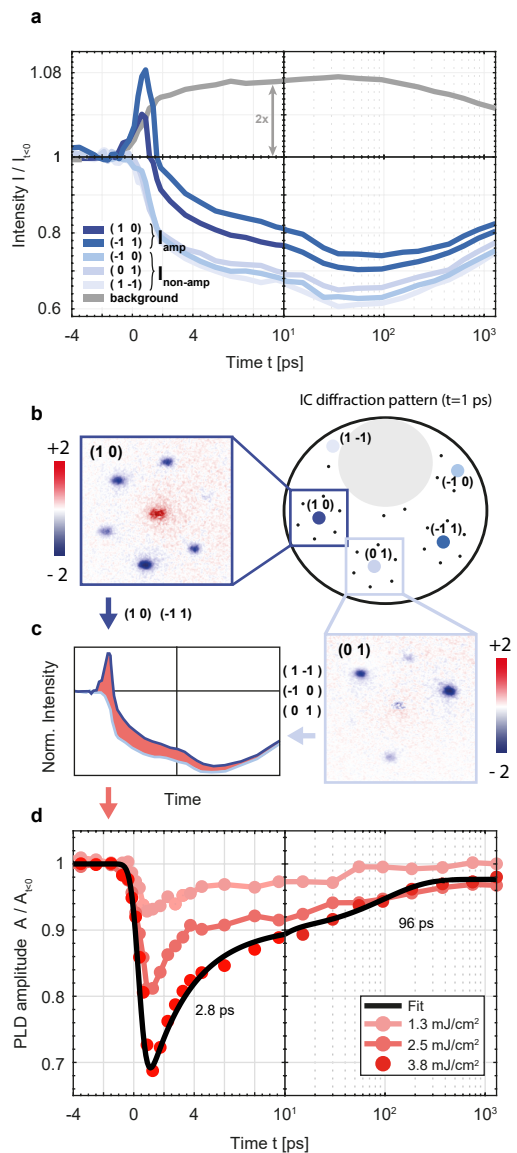 a
1.08
2x
1
0.8
0.6
Intensity I / I_{t<0}
( 1 0)
(-1 1)
I_{amp}
(-1 0)
( 0 1)
( 1 -1)
I_{non-amp}
background
-4 0 4 10^1 10^2 10^3
Time t [ps]
b
IC diffraction pattern (t=1 ps)
+2
- 2
(1 0)
(1 -1)
(-1 0)
(1 0)
(-1 1)
(0 1)
(1 0) (-1 1)
c
Norm. Intensity
Time
(1 -1)
(-1 0)
( 0 1)
(0 1)
+2
- 2
d
1
0.9
0.8
0.7
PLD amplitude A / A_{t<0}
2.8 ps
96 ps
Fit
1.3 mJ/cm²
2.5 mJ/cm²
3.8 mJ/cm²
-4 0 4 10^1 10^2 10^3
Time t [ps]